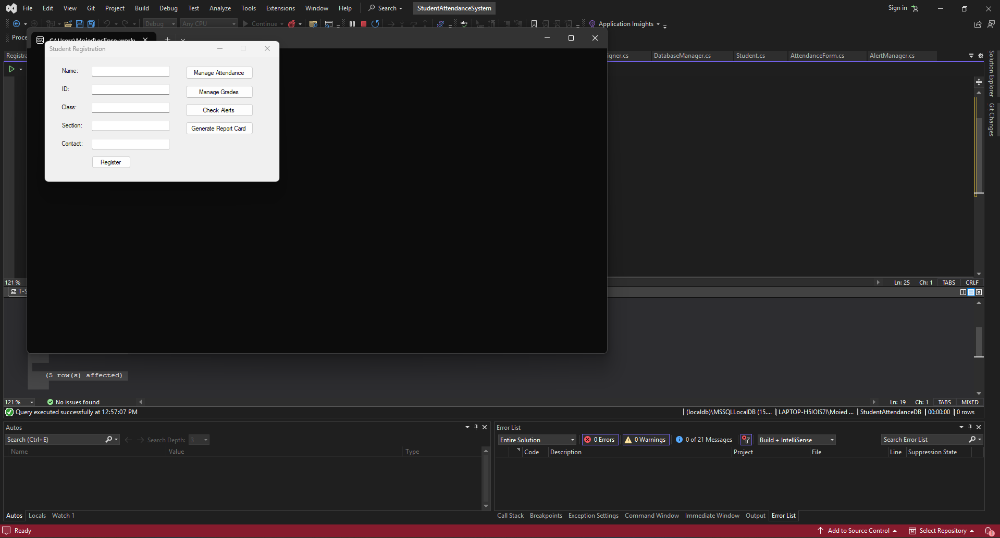 File Edit View Git Project Build Debug Test Analyze Tools Extensions Window Help Search StudentAttendanceSystem Sign in
Debug Any CPU Continue abc Application Insights
Proce
C:\Users\Moied\eclipse-work
Student Registration
Registra
igner.cs DatabaseManager.cs Student.cs AttendanceForm.cs AlertManager.cs
Name: Manage Attendance
ID: Manage Grades
Class: Check Alerts
Section: Generate Report Card
Contact:
Register
Solution Explorer
Git Changes
121 % Ln: 25 Ch: 1 TABS CRLF
T-S
(5 row(s) affected)
121 % No issues found Ln: 19 Ch: 1 TABS MIXED
Query executed successfully at 12:57:07 PM (localdb)\MSSQLLocalDB (15.... LAPTOP-H5IOIS7I\Moied ... StudentAttendanceDB 00:00:00 0 rows
Autos
Search (Ctrl+E) Search Depth: 3
Name Value Type
Autos Locals Watch 1
Error List
Entire Solution 0 Errors 0 Warnings 0 of 21 Messages Build + IntelliSense Search Error List
Code Description Project File Line Suppression State
Call Stack Breakpoints Exception Settings Command Window Immediate Window Output Error List
Ready Add to Source Control Select Repository 1